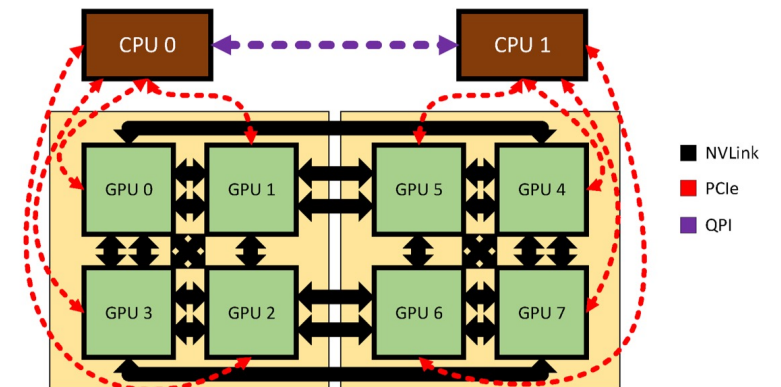 CPU 0
CPU 1
GPU 0
GPU 1
GPU 5
GPU 4
NVLink
PCIe
QPI
GPU 3
GPU 2
GPU 6
GPU 7